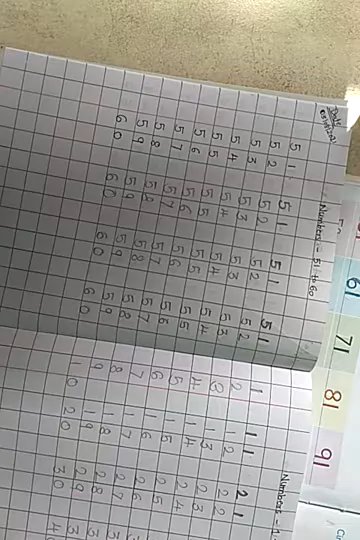 61 71 81 91
Date
Numbers:- 51 to 60
51 51 51 51
52 52 52 52
53 53 53 53
54 54 54 54
55 55 55 55
56 56 56 56
57 57 57 57
58 58 58 58
59 59 59 59
60 60 60 60
Numbers:-
1 11 21
2 12 22
3 13 23
4 14 24
5 15 25
6 16 26
7 17 27
8 18 28
9 19 29
10 20 30